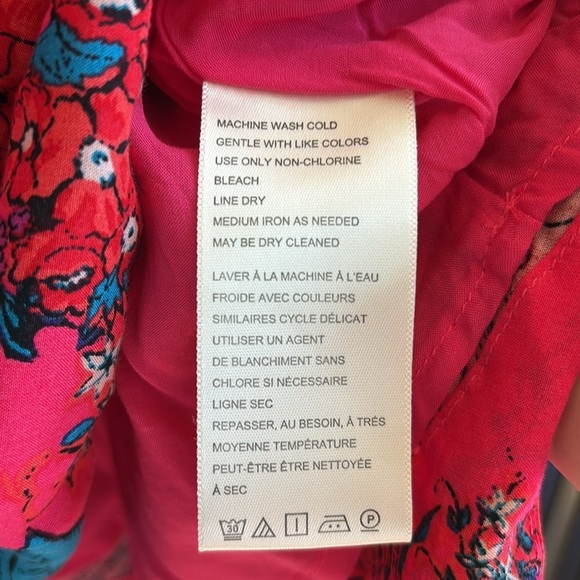 MACHINE WASH COLD
GENTLE WITH LIKE COLORS
USE ONLY NON-CHLORINE
BLEACH
LINE DRY
MEDIUM IRON AS NEEDED
MAY BE DRY CLEANED
LAVER À LA MACHINE À L'EAU
FROIDE AVEC COULEURS
SIMILAIRES CYCLE DÉLICAT
UTILISER UN AGENT
DE BLANCHIMENT SANS
CHLORE SI NÉCESSAIRE
LIGNE SEC
REPASSER, AU BESOIN, À TRÈS
MOYENNE TEMPÉRATURE
PEUT-ÊTRE ÊTRE NETTOYÉE
À SEC
30 P